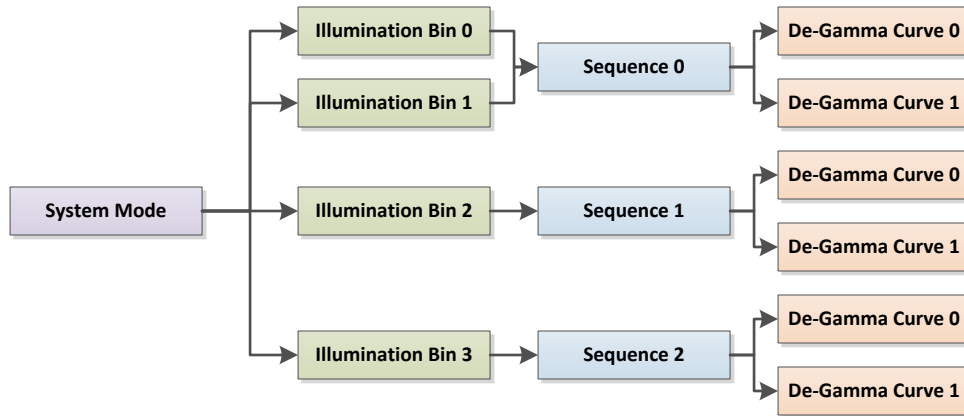 Illumination Bin 0
De-Gamma Curve 0
Sequence 0
Illumination Bin 1
De-Gamma Curve 1
De-Gamma Curve 0
System Mode
Illumination Bin 2
Sequence 1
De-Gamma Curve 1
De-Gamma Curve 0
Illumination Bin 3
Sequence 2
De-Gamma Curve 1